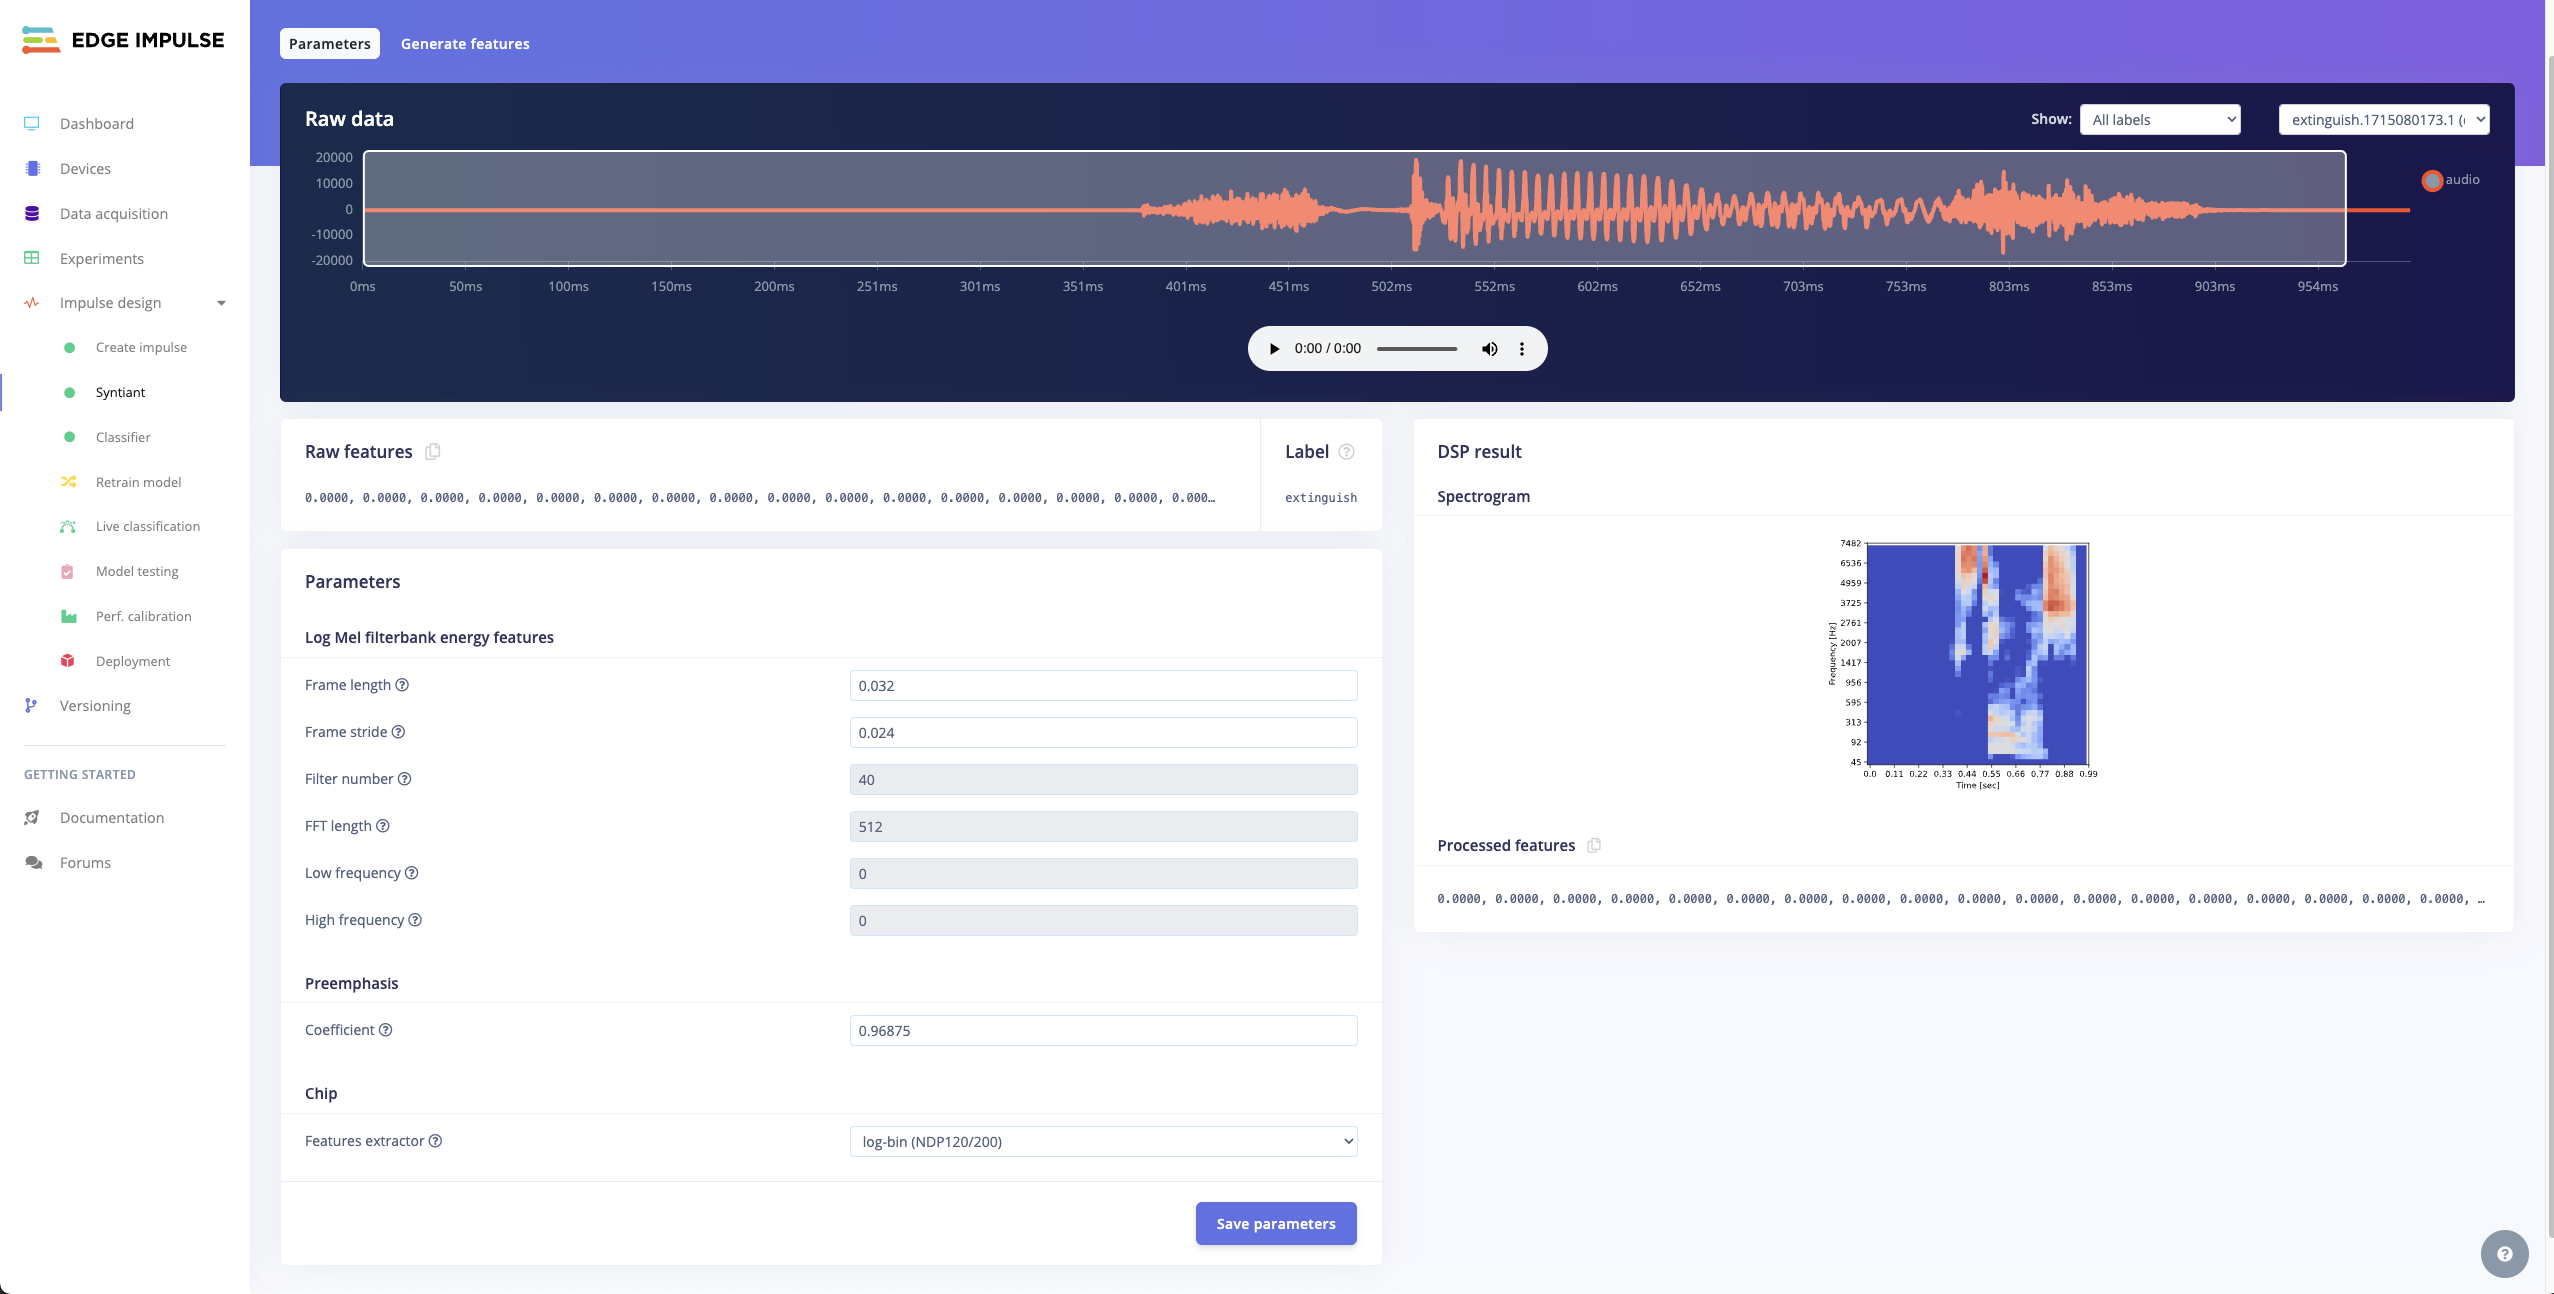 EDGE IMPULSE
Dashboard
Devices
Data acquisition
Experiments
Impulse design
Create impulse
Syntiant
Classifier
Retrain model
Live classification
Model testing
Perf. calibration
Deployment
Versioning
GETTING STARTED
Documentation
Forums
Parameters Generate features
Raw data
Show: All labels extinguish.1715080173.1 (
20000
10000
0
-10000
-20000
0ms 50ms 100ms 150ms 200ms 251ms 301ms 351ms 401ms 451ms 502ms 552ms 602ms 652ms 703ms 753ms 803ms 853ms 903ms 954ms
audio
0:00 / 0:00
Raw features
0.0000, 0.0000, 0.0000, 0.0000, 0.0000, 0.0000, 0.0000, 0.0000, 0.0000, 0.0000, 0.0000, 0.0000, 0.0000, 0.0000, 0.0000, 0.000…
Label
extinguish
Parameters
Log Mel filterbank energy features
Frame length 0.032
Frame stride 0.024
Filter number 40
FFT length 512
Low frequency 0
High frequency 0
Preemphasis
Coefficient 0.96875
Chip
Features extractor log-bin (NDP120/200)
Save parameters
DSP result
Spectrogram
Frequency [Hz]
7482
6536
4959
3725
2761
2007
1417
956
595
313
92
45
0.0 0.11 0.22 0.33 0.44 0.55 0.66 0.77 0.88 0.99
Time [sec]
Processed features
0.0000, 0.0000, 0.0000, 0.0000, 0.0000, 0.0000, 0.0000, 0.0000, 0.0000, 0.0000, 0.0000, 0.0000, 0.0000, 0.0000, 0.0000, 0.0000, 0.0000, 0.0000, …